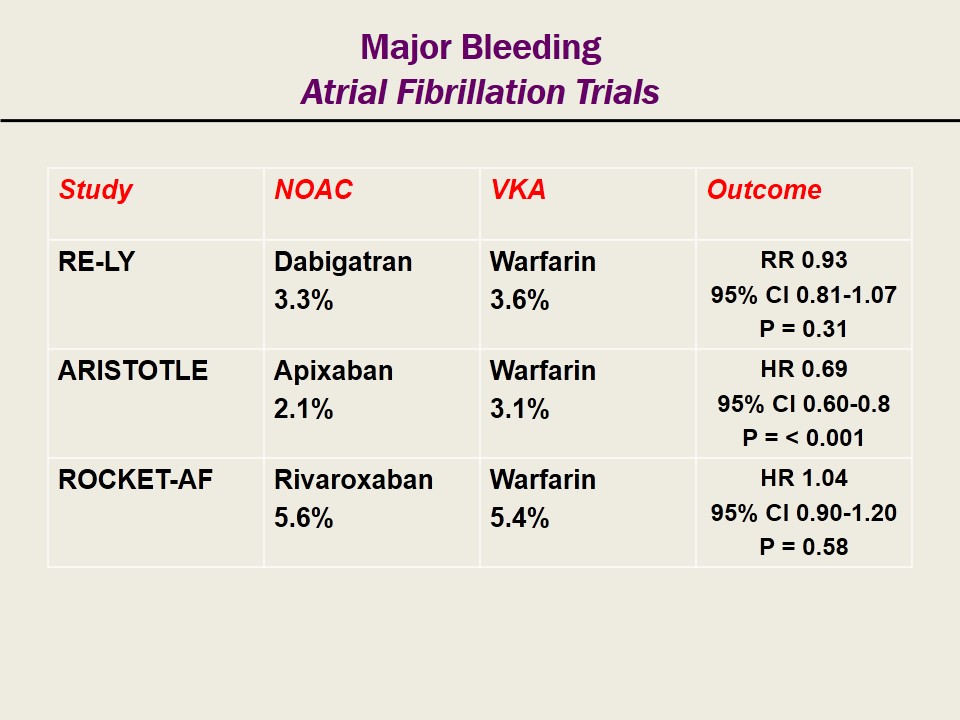 Major Bleeding
Atrial Fibrillation Trials
Study NOAC VKA Outcome
RE-LY Dabigatran Warfarin RR 0.93
3.3% 3.6% 95% CI 0.81-1.07
P = 0.31
ARISTOTLE Apixaban Warfarin HR 0.69
2.1% 3.1% 95% CI 0.60-0.8
P = < 0.001
ROCKET-AF Rivaroxaban Warfarin HR 1.04
5.6% 5.4% 95% CI 0.90-1.20
P = 0.58